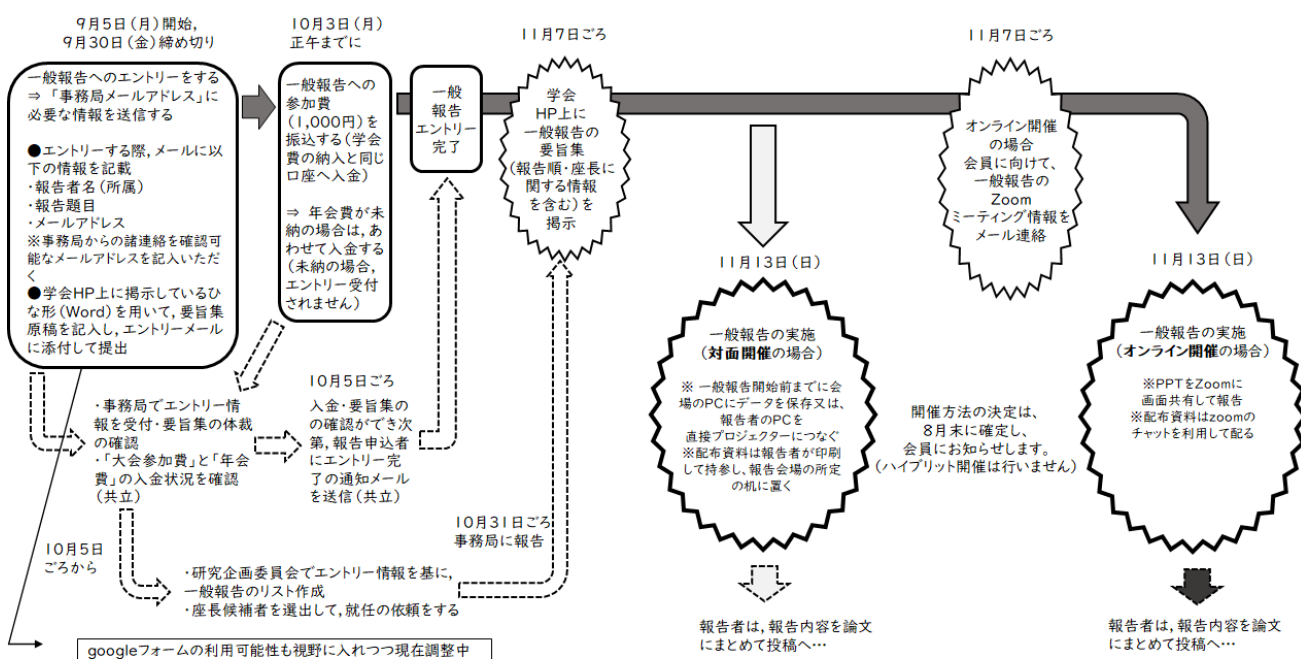 9月5日(月)開始,
9月30日(金)締め切り
一般報告へのエントリーをする
⇒「事務局メールアドレス」に
必要な情報を送信する
●エントリーする際,メールに以
下の情報を記載
・報告者名(所属)
・報告題目
・メールアドレス
※事務局からの諸連絡を確認可
能なメールアドレスを記入いただ
く
●学会HP上に掲示しているひ
な形(Word)を用いて,要旨集
原稿を記入し,エントリーメール
に添付して提出
10月3日(月)
正午までに
一般報告への
参加費
(1,000円)を
振込する(学会
費の納入と同じ
口座へ入金)
⇒ 年会費が未
納の場合は,あ
わせて入金する
(未納の場合,
エントリー受付
されません)
一般
報告
エントリー
完了
11月7日ごろ
学会
HP上に
一般報告の
要旨集
(報告順・座長に
関する情報
を含む)を
掲示
11月7日ごろ
オンライン開催
の場合
会員に向けて、
一般報告の
Zoom
ミーティング情報を
メール連絡
・事務局でエントリー情
報を受付・要旨集の体裁
の確認
・「大会参加費」と「年会
費」の入金状況を確認
(共立)
10月5日ごろ
入金・要旨集の
確認ができ次
第,報告申込者
にエントリー完
了の通知メール
を送信(共立)
10月5日
ごろから
・研究企画委員会でエントリー情報を基に,
一般報告のリスト作成
・座長候補者を選出して,就任の依頼をする
10月31日ごろ
事務局に報告
googleフォームの利用可能性も視野に入れつつ現在調整中
11月13日(日)
一般報告の実施
(対面開催の場合)
※ 一般報告開始前までに会
場のPCにデータを保存又は、
報告者のPCを
直接プロジェクターにつなぐ
※配布資料は報告者が印刷
して持参し、報告会場の所定
の机に置く
報告者は,報告内容を論文
にまとめて投稿へ…
開催方法の決定は、
8月末に確定し、
会員にお知らせします。
(ハイブリット開催は行いません)
11月13日(日)
一般報告の実施
(オンライン開催の場合)
※PPTをZoomに
画面共有して報告
※配布資料はzoomの
チャットを利用して配る
報告者は,報告内容を論文
にまとめて投稿へ…